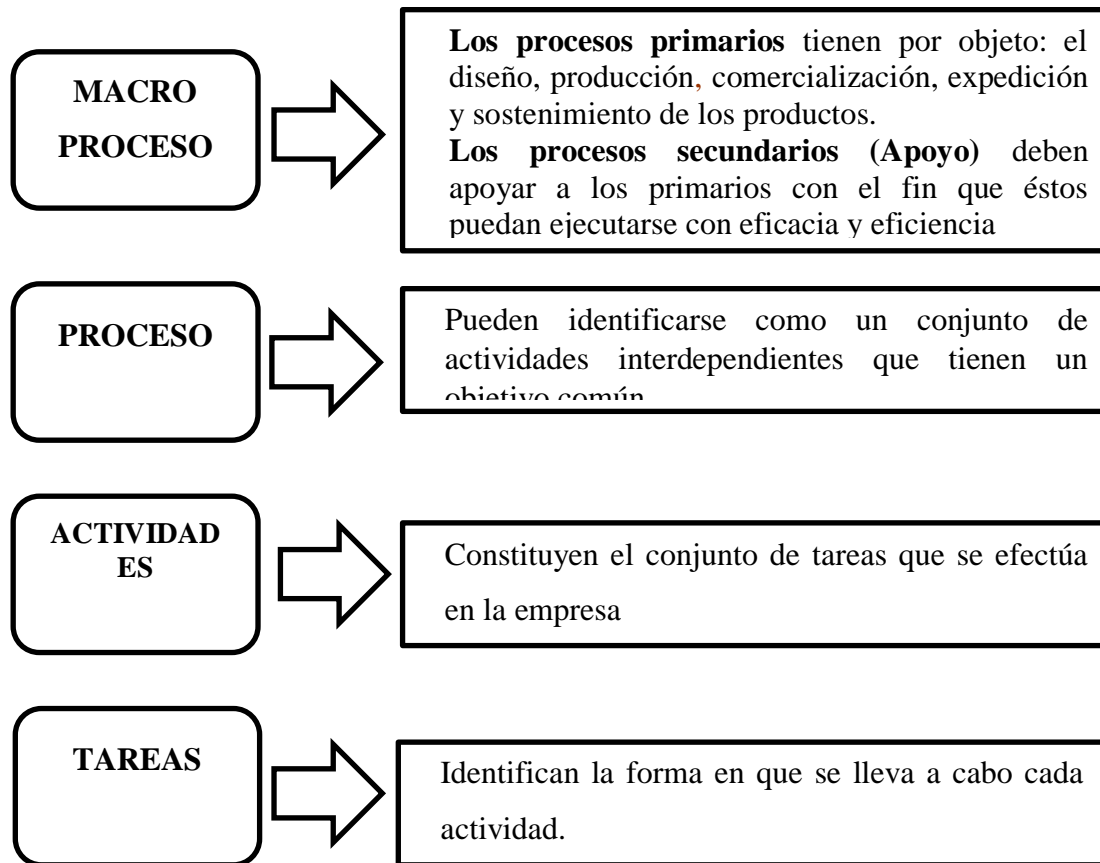 MACRO
PROCESO
Los procesos primarios tienen por objeto: el
diseño, producción, comercialización, expedición
y sostenimiento de los productos.
Los procesos secundarios (Apoyo) deben
apoyar a los primarios con el fin que éstos
puedan ejecutarse con eficacia y eficiencia
PROCESO
Pueden identificarse como un conjunto de
actividades interdependientes que tienen un
objetivo común
ACTIVIDAD
ES
Constituyen el conjunto de tareas que se efectúa
en la empresa
TAREAS
Identifican la forma en que se lleva a cabo cada
actividad.